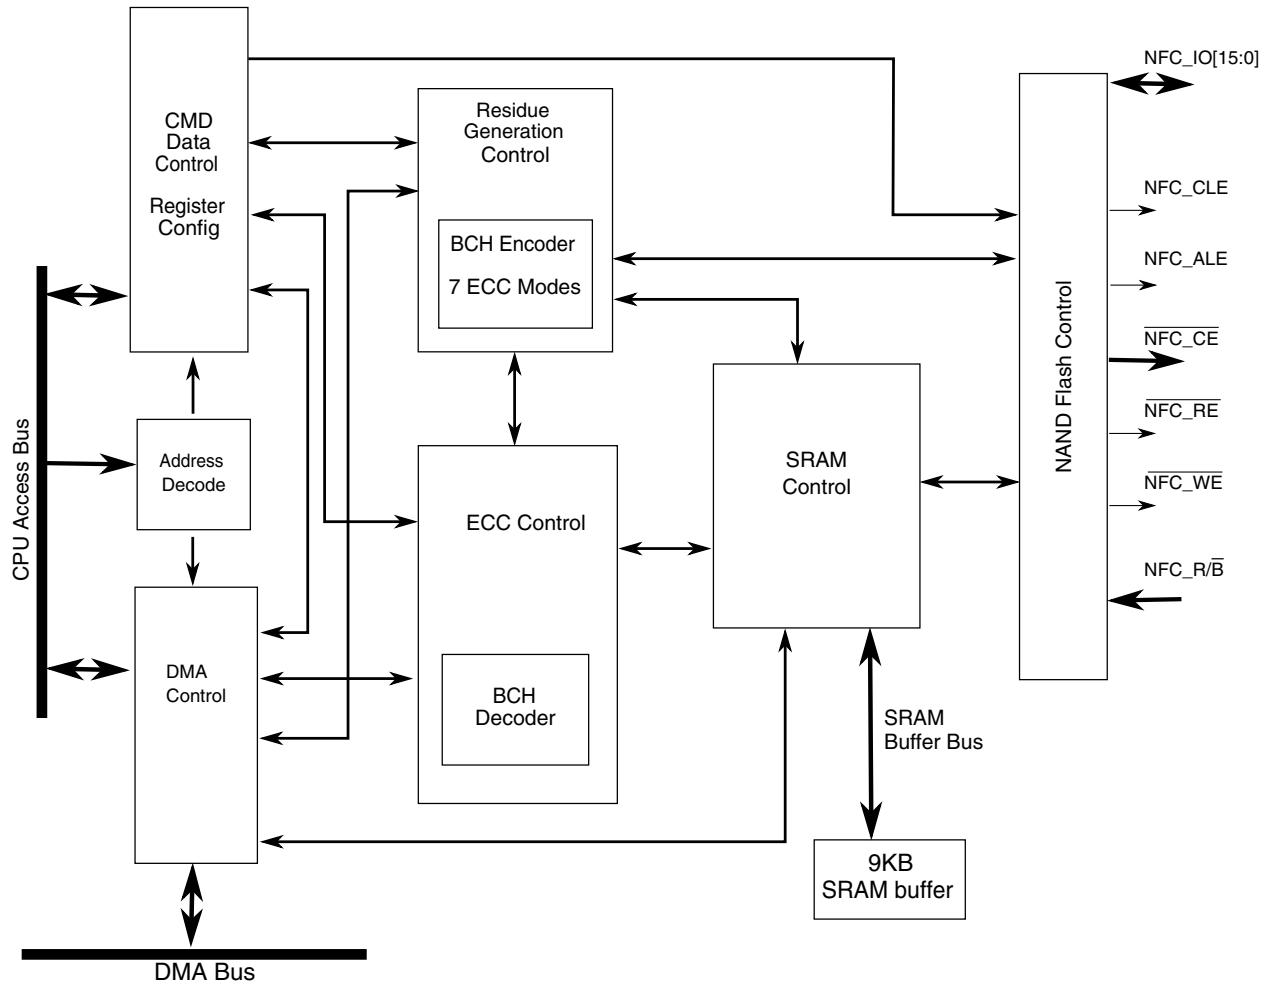 CMD
Data
Control
Register
Config
Residue
Generation
Control
BCH Encoder
7 ECC Modes
NFC_IO[15:0]
NFC_CLE
NFC_ALE
NFC_CE
NFC_RE
NFC_WE
NFC_R/B
NAND Flash Control
CPU Access Bus
Address
Decode
ECC Control
SRAM
Control
DMA
Control
BCH
Decoder
SRAM
Buffer Bus
9KB
SRAM buffer
DMA Bus